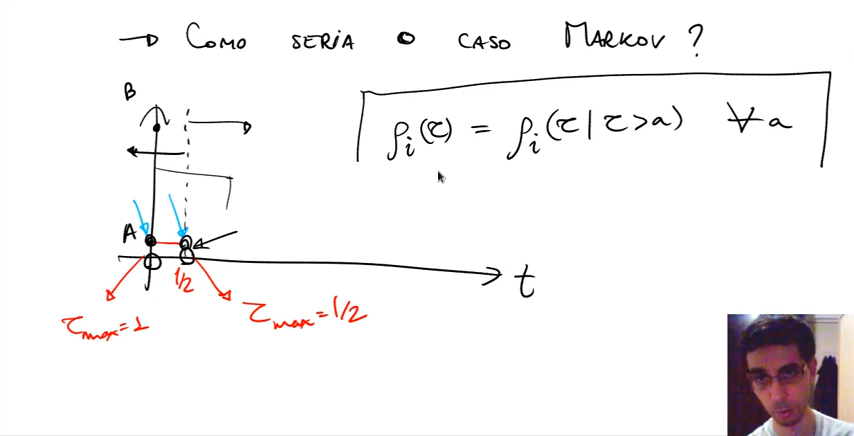 → COMO SERIA O CASO MARKOV?
B
ρᵢ(τ) = ρᵢ(τ|τ>a) ∀a
A
1/2
t
τmax=1
τmax=1/2